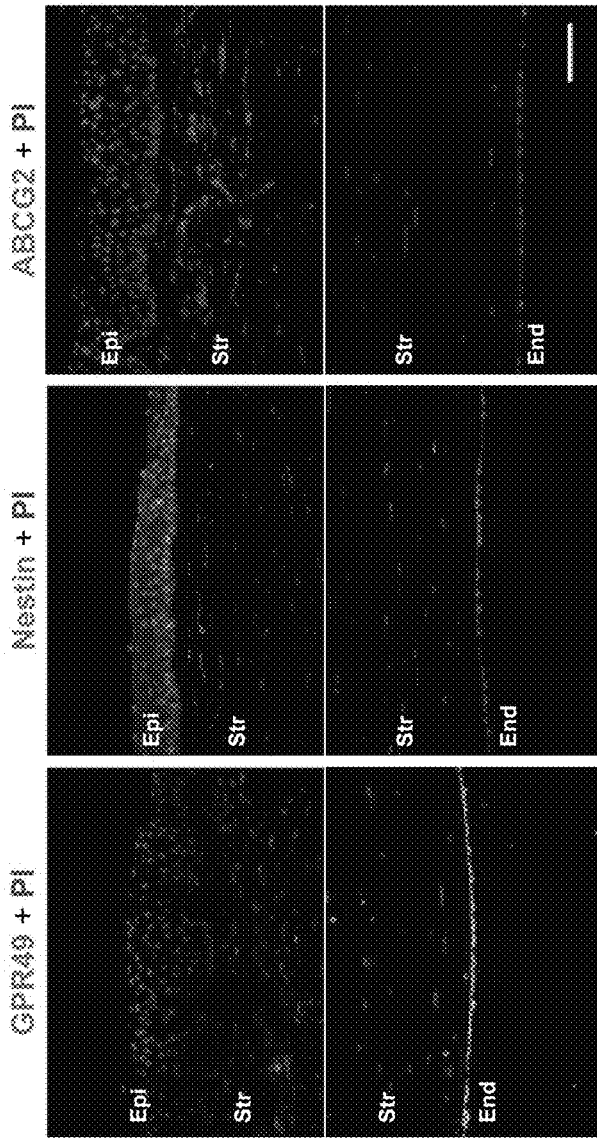 GPR49 + PI
Nestin + PI
ABCG2 + PI
Epi
Str
Epi
Str
Epi
Str
Str
End
Str
End
Str
End